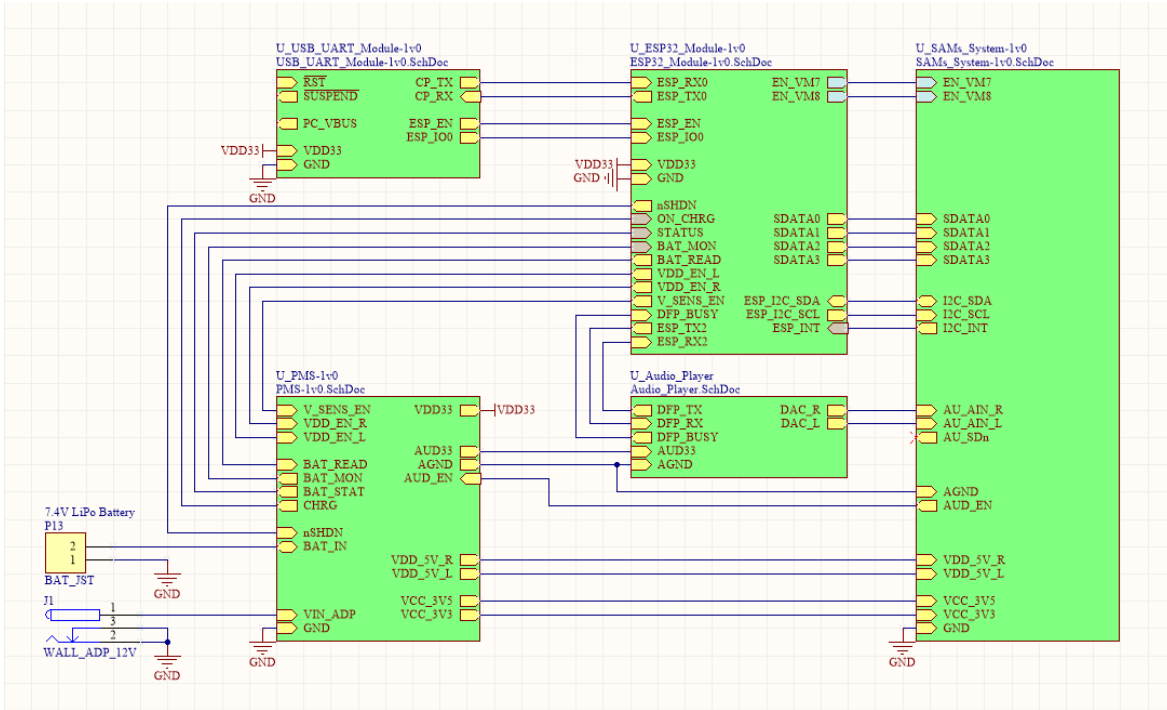 U_USB_UART_Module-1v0
USB_UART_Module-1v0.SchDoc
RST
SUSPEND
PC_VBUS
VDD33
VDD33
GND
GND
CP_TX
CP_RX
ESP_EN
ESP_IO0
U_ESP32_Module-1v0
ESP32_Module-1v0.SchDoc
ESP_RX0
ESP_TX0
ESP_EN
ESP_IO0
VDD33
VDD33
GND
GND
nSHDN
ON_CHRG
STATUS
BAT_MON
BAT_READ
VDD_EN_L
VDD_EN_R
V_SENS_EN
DFP_BUSY
ESP_TX2
ESP_RX2
EN_VM7
EN_VM8
SDATA0
SDATA1
SDATA2
SDATA3
ESP_I2C_SDA
ESP_I2C_SCL
ESP_INT
U_SAMs_System-1v0
SAMs_System-1v0.SchDoc
EN_VM7
EN_VM8
SDATA0
SDATA1
SDATA2
SDATA3
I2C_SDA
I2C_SCL
I2C_INT
AU_AIN_R
AU_AIN_L
AU_SDn
AGND
AUD_EN
VDD_5V_R
VDD_5V_L
VCC_3V5
VCC_3V3
GND
GND
U_PMS-1v0
PMS-1v0.SchDoc
V_SENS_EN
VDD_EN_R
VDD_EN_L
BAT_READ
BAT_MON
BAT_STAT
CHRG
nSHDN
BAT_IN
VIN_ADP
GND
GND
VDD33
VDD33
AUD33
AGND
AUD_EN
VDD_5V_R
VDD_5V_L
VCC_3V5
VCC_3V3
U_Audio_Player
Audio_Player.SchDoc
DFP_TX
DFP_RX
DFP_BUSY
AUD33
AGND
DAC_R
DAC_L
7.4V LiPo Battery
P13
2
1
BAT_JST
GND
J1
1
3
2
WALL_ADP_12V
GND